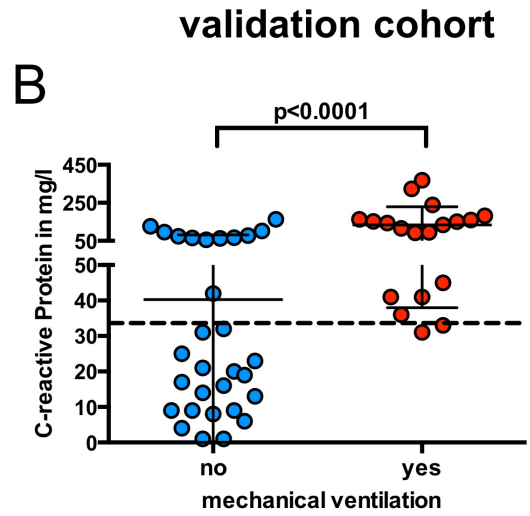 validation cohort
B
p<0.0001
C-reactive Protein in mg/l
450
250
50
50
40
30
20
10
0
no yes
mechanical ventilation